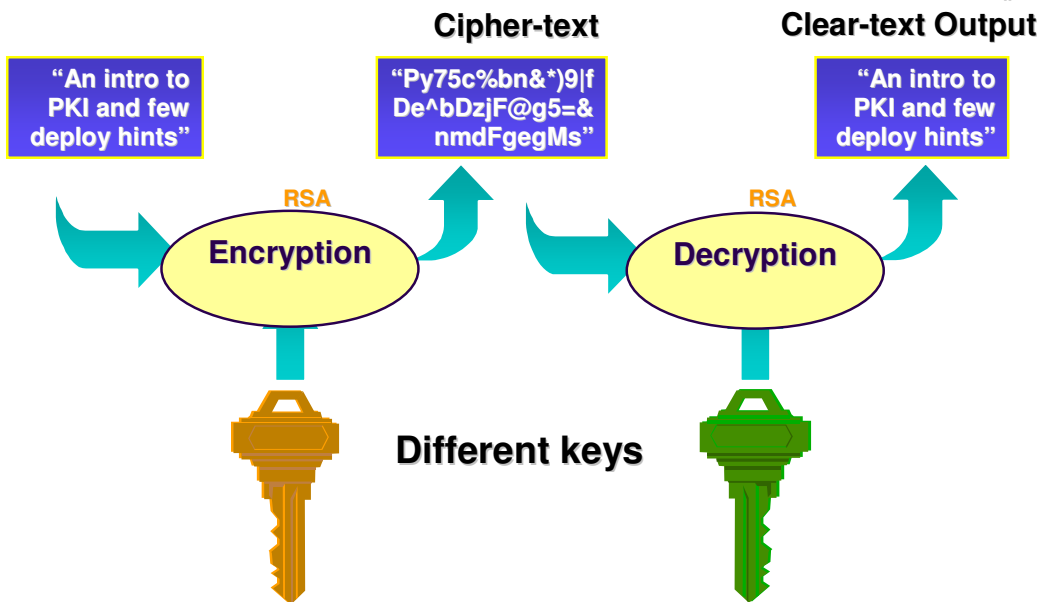 Cipher-text
Clear-text Output
“An intro to
PKI and few
deploy hints”
“Py75c%bn&*)9|f
De^bDzjF@g5=&
nmdFgegMs”
“An intro to
PKI and few
deploy hints”
RSA
Encryption
RSA
Decryption
Different keys